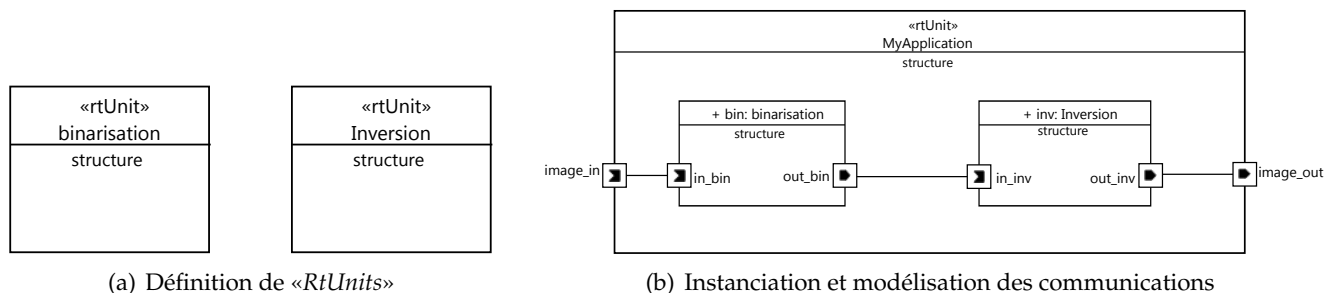 «rtUnit»
binarisation
structure
«rtUnit»
Inversion
structure
(a) Définition de «RtUnits»
«rtUnit»
MyApplication
structure
+ bin: binarisation
structure
+ inv: Inversion
structure
image_in
in_bin
out_bin
in_inv
out_inv
image_out
(b) Instanciation et modélisation des communications